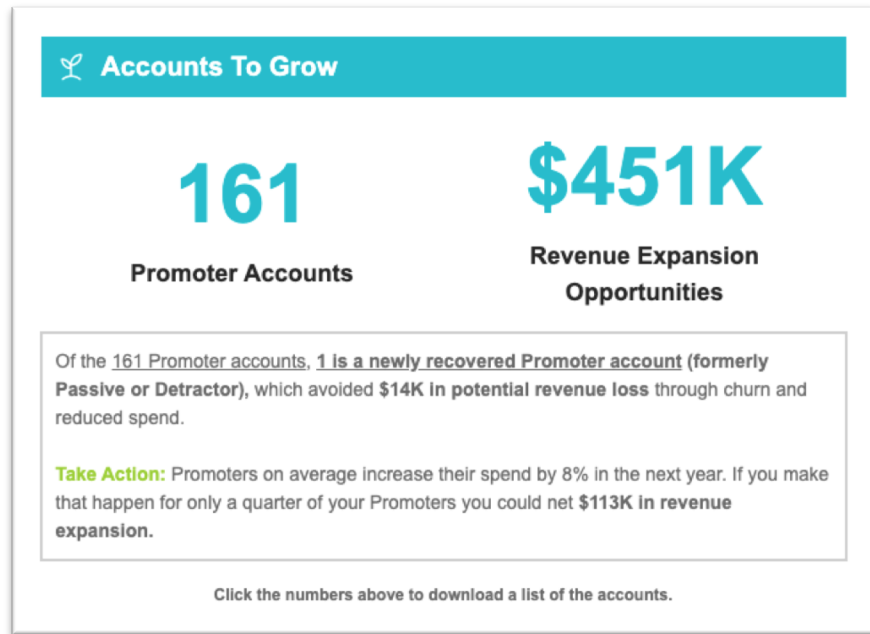 Accounts To Grow
161
Promoter Accounts
$451K
Revenue Expansion
Opportunities
Of the 161 Promoter accounts, 1 is a newly recovered Promoter account (formerly
Passive or Detractor), which avoided $14K in potential revenue loss through churn and
reduced spend.
Take Action: Promoters on average increase their spend by 8% in the next year. If you make
that happen for only a quarter of your Promoters you could net $113K in revenue
expansion.
Click the numbers above to download a list of the accounts.